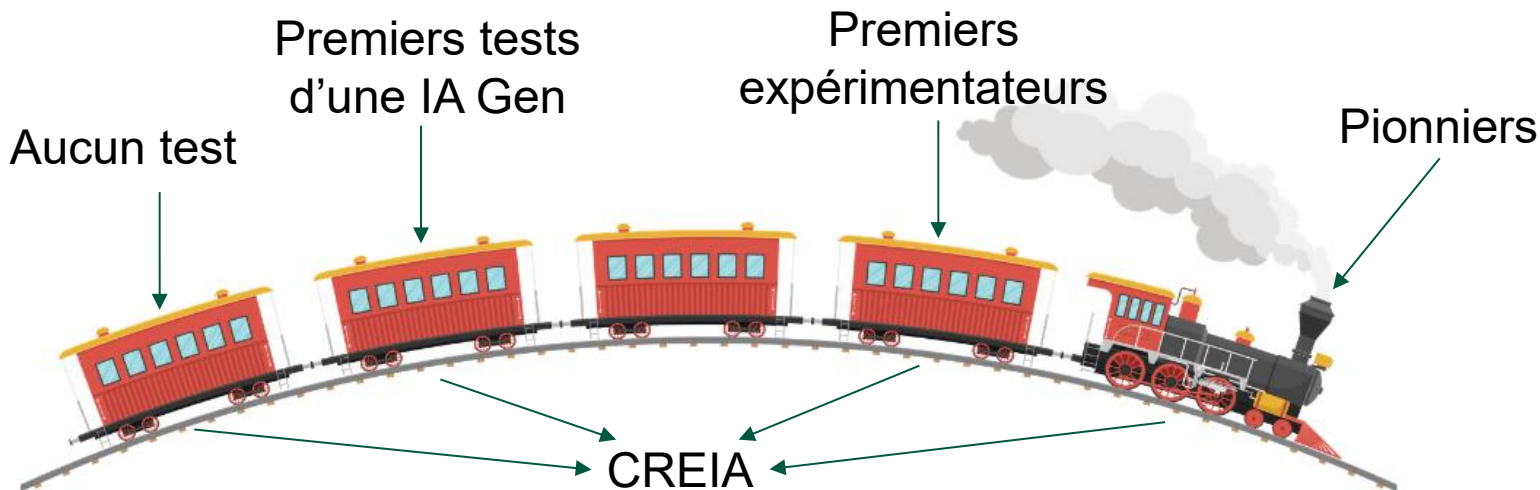 Aucun test
Premiers tests
d’une IA Gen
Premiers
expérimentateurs
Pionniers
CREIA